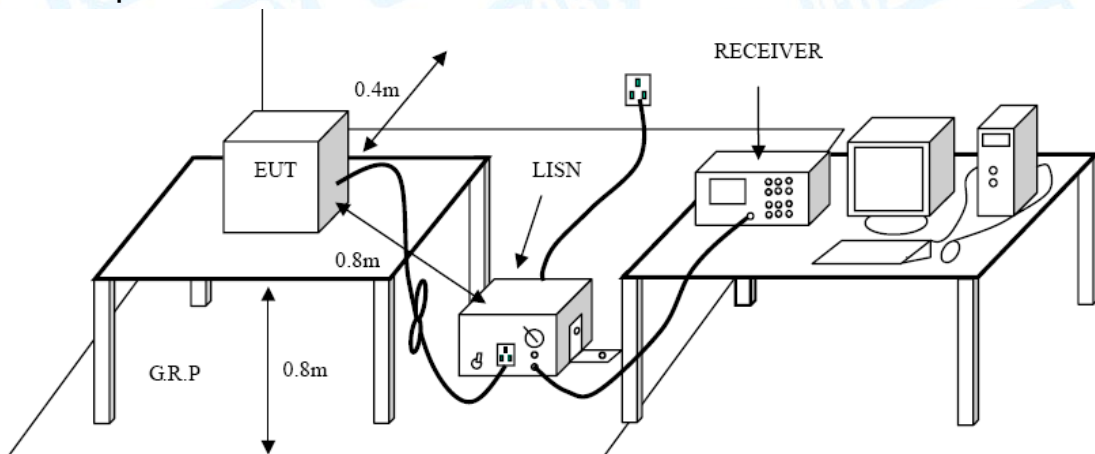 RECEIVER
0.4m
EUT
LISN
0.8m
G.R.P
0.8m